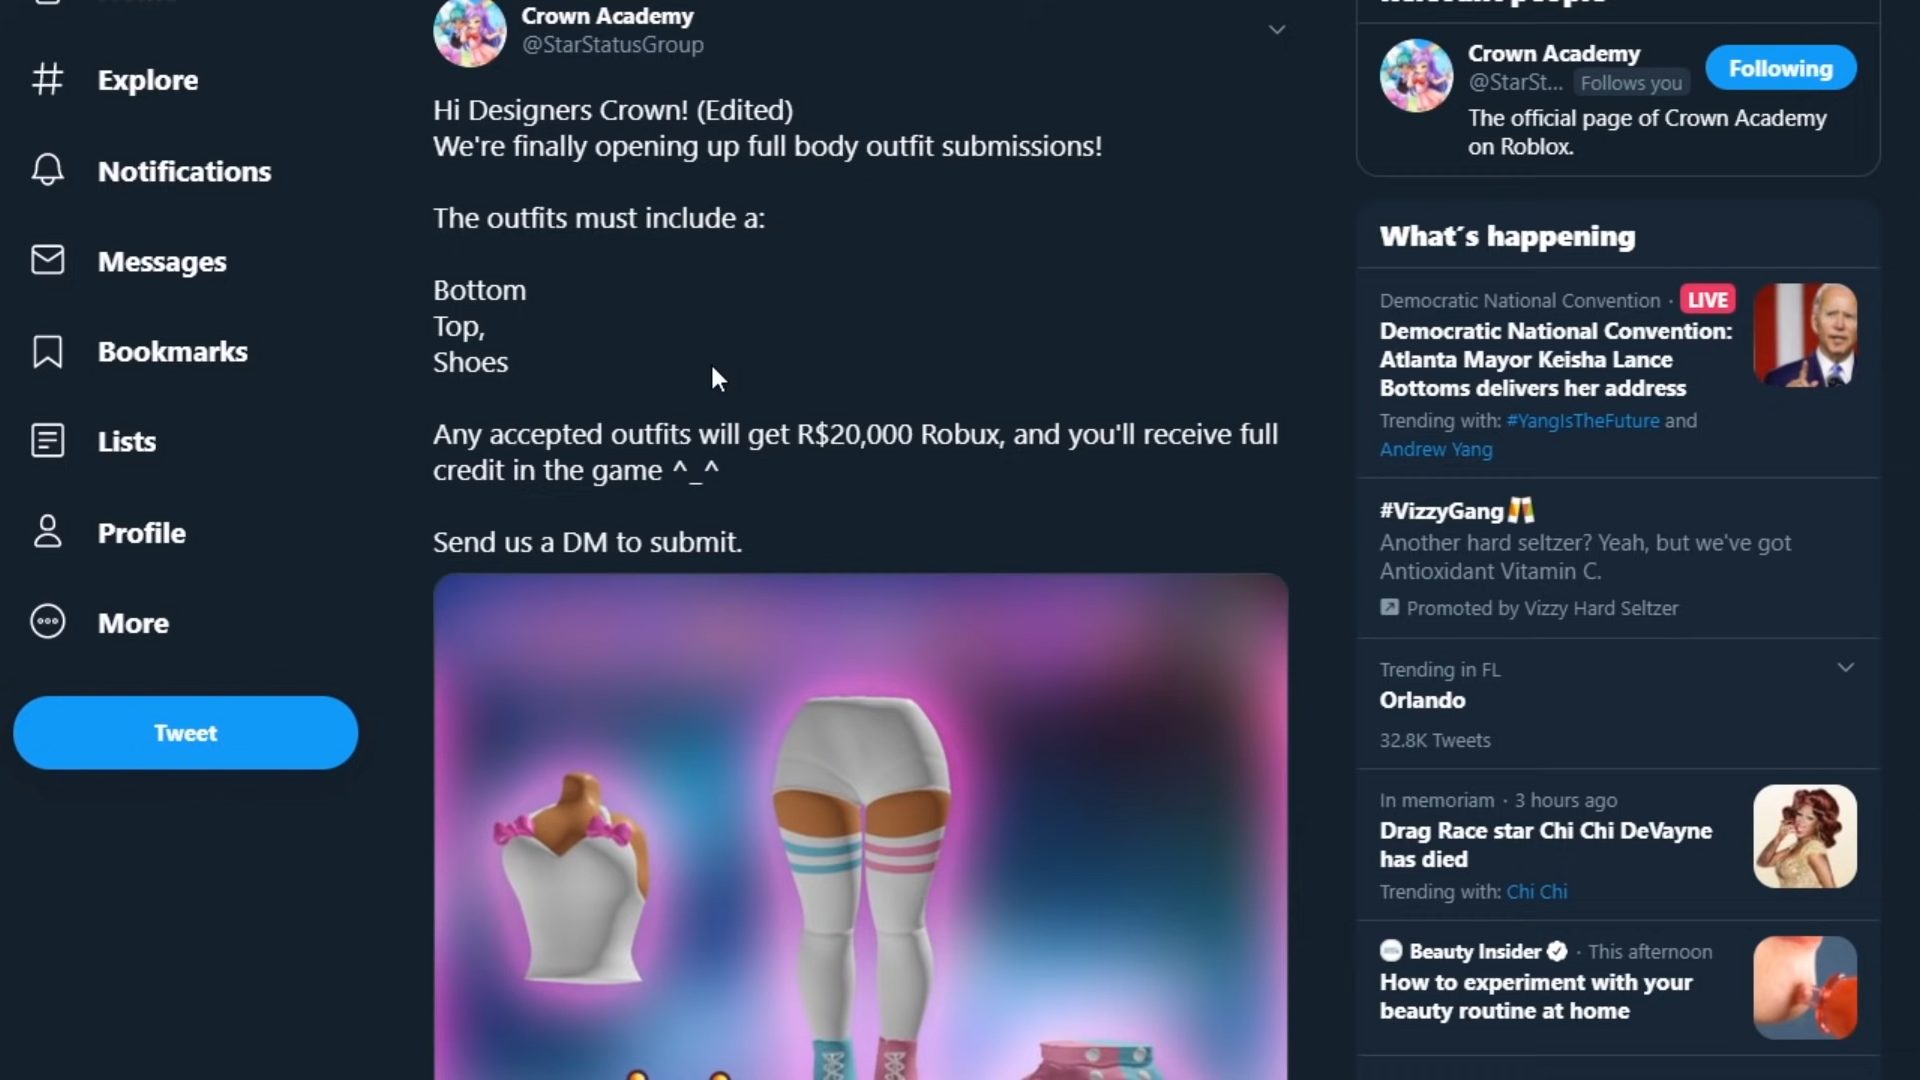 Explore
Notifications
Messages
Bookmarks
Lists
Profile
More
Tweet
Crown Academy
@StarStatusGroup
Hi Designers Crown! (Edited)
We're finally opening up full body outfit submissions!
The outfits must include a:
Bottom
Top,
Shoes
Any accepted outfits will get R$20,000 Robux, and you'll receive full
credit in the game ^_^
Send us a DM to submit.
Crown Academy
@StarSt... Follows you
Following
The official page of Crown Academy
on Roblox.
What´s happening
Democratic National Convention · LIVE
Democratic National Convention:
Atlanta Mayor Keisha Lance
Bottoms delivers her address
Trending with: #YangIsTheFuture and
Andrew Yang
#VizzyGang
Another hard seltzer? Yeah, but we've got
Antioxidant Vitamin C.
Promoted by Vizzy Hard Seltzer
Trending in FL
Orlando
32.8K Tweets
In memoriam · 3 hours ago
Drag Race star Chi Chi DeVayne
has died
Trending with: Chi Chi
Beauty Insider · This afternoon
How to experiment with your
beauty routine at home